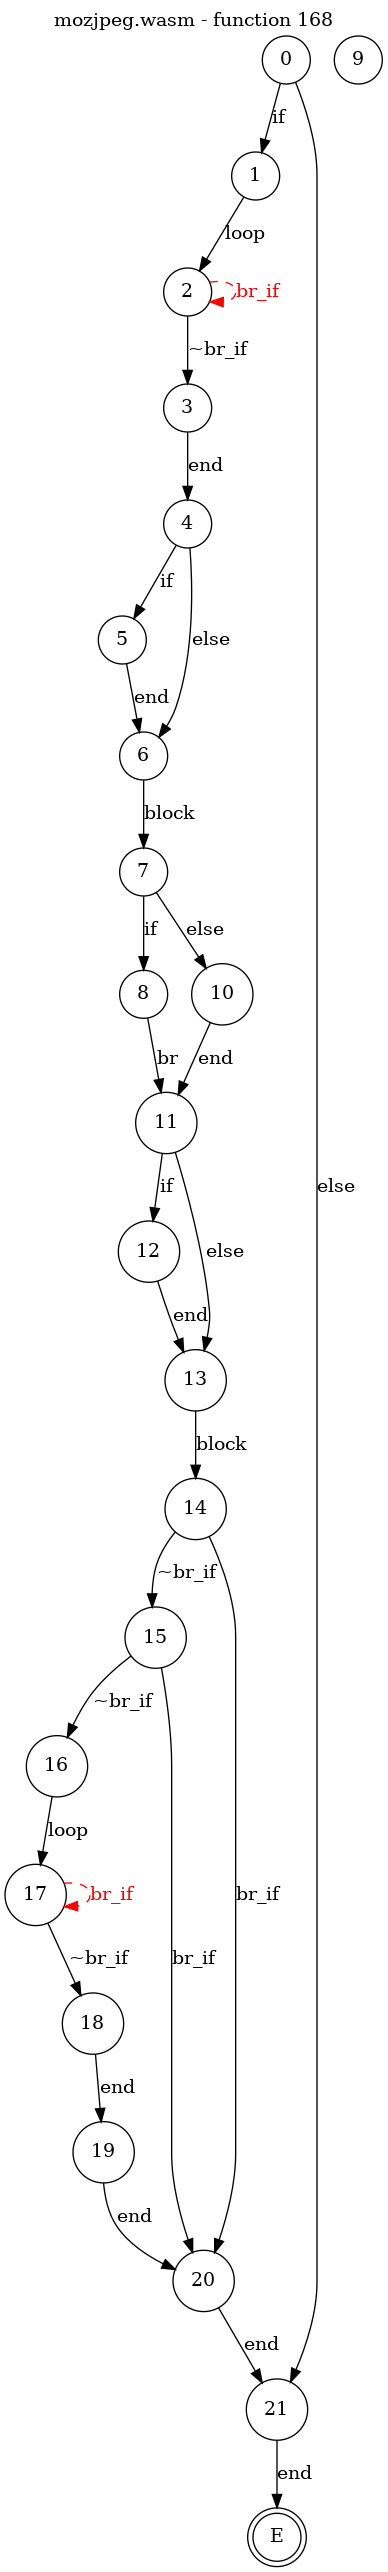 mozjpeg.wasm - function 168
0
9
if
1
loop
2
br_if
~br_if
3
end
4
if
5
else
end
6
block
7
if
else
8
10
br
end
11
else
if
12
else
end
13
block
14
~br_if
15
~br_if
16
loop
17
br_if
br_if
~br_if
br_if
18
end
19
end
20
end
21
end
E